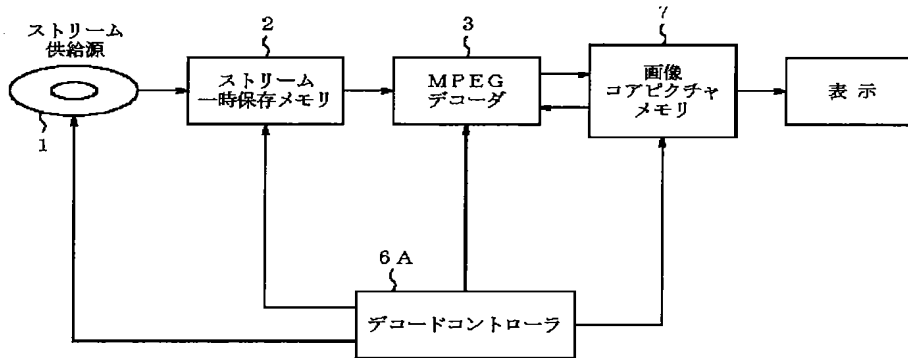 ストリーム
供給源
1
2
ストリーム
一時保存メモリ
3
MPEG
デコーダ
7
画像
コアピクチャ
メモリ
表示
6A
デコードコントローラ